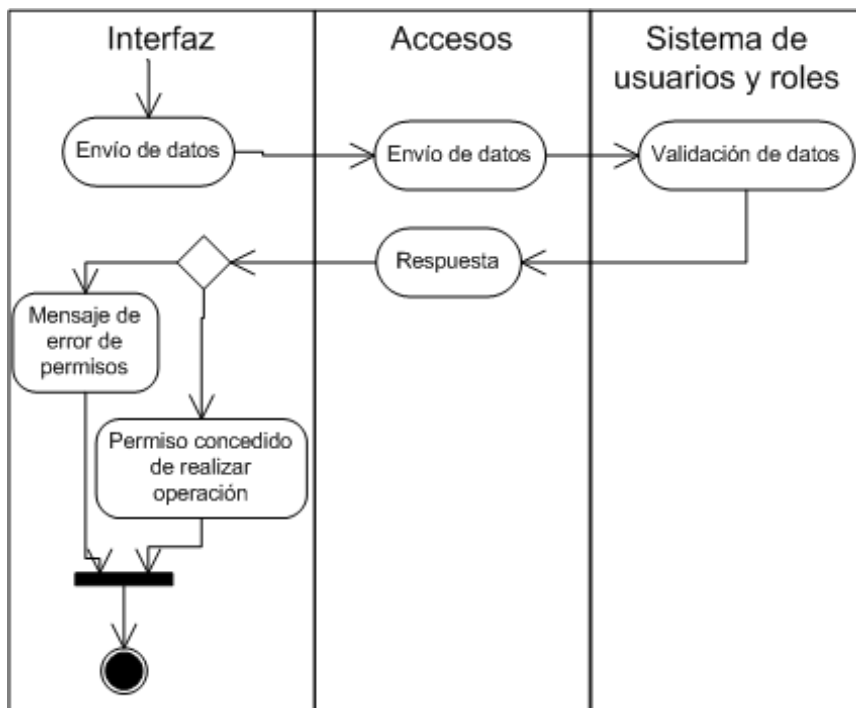 Interfaz
Accesos
Sistema de
usuarios y roles
Envío de datos
Envío de datos
Validación de datos
Respuesta
Mensaje de
error de
permisos
Permiso concedido
de realizar
operación